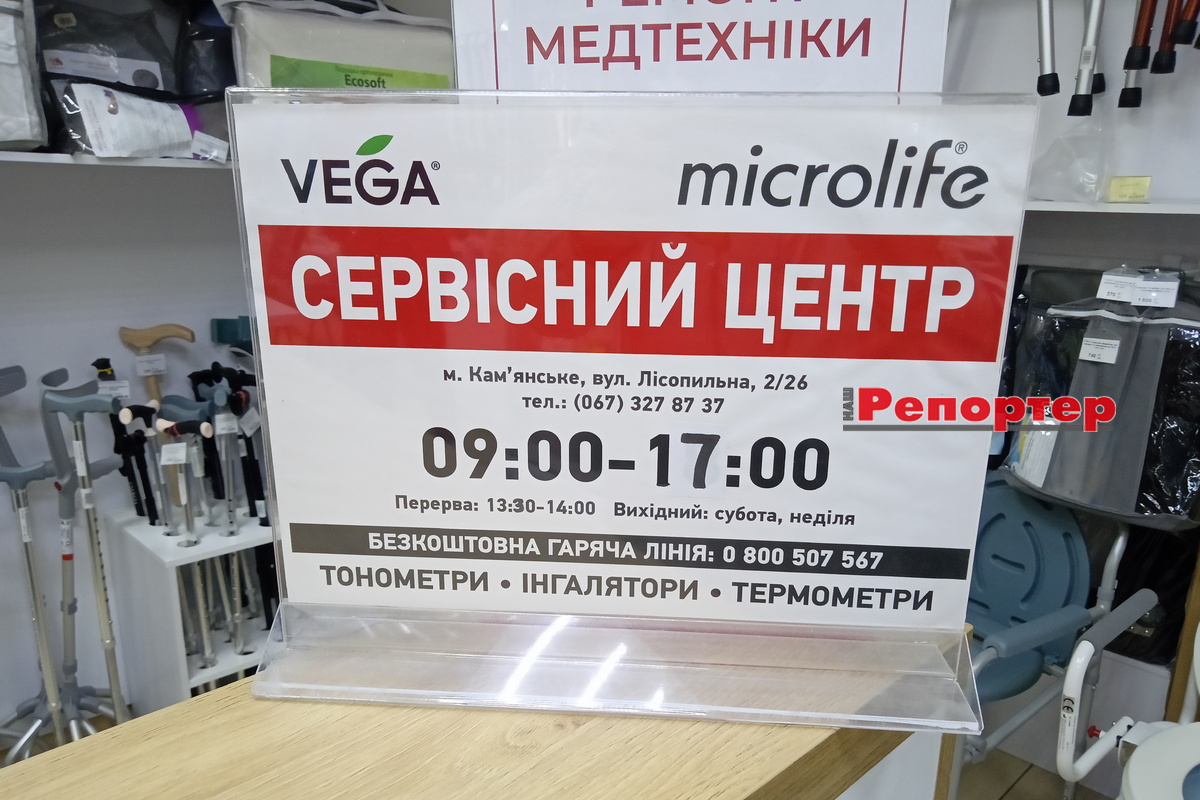 МЕДТЕХНІКИ
Ecosoft
VEGA®
microlife®
СЕРВІСНИЙ ЦЕНТР
м. Кам'янське, вул. Лісопильна, 2/26
тел.: (067) 327 87 37
НАШ Репортер
09:00-17:00
Перерва: 13:30-14:00 Вихідний: субота, неділя
БЕЗКОШТОВНА ГАРЯЧА ЛІНІЯ: 0 800 507 567
ТОНОМЕТРИ • ІНГАЛЯТОРИ • ТЕРМОМЕТРИ